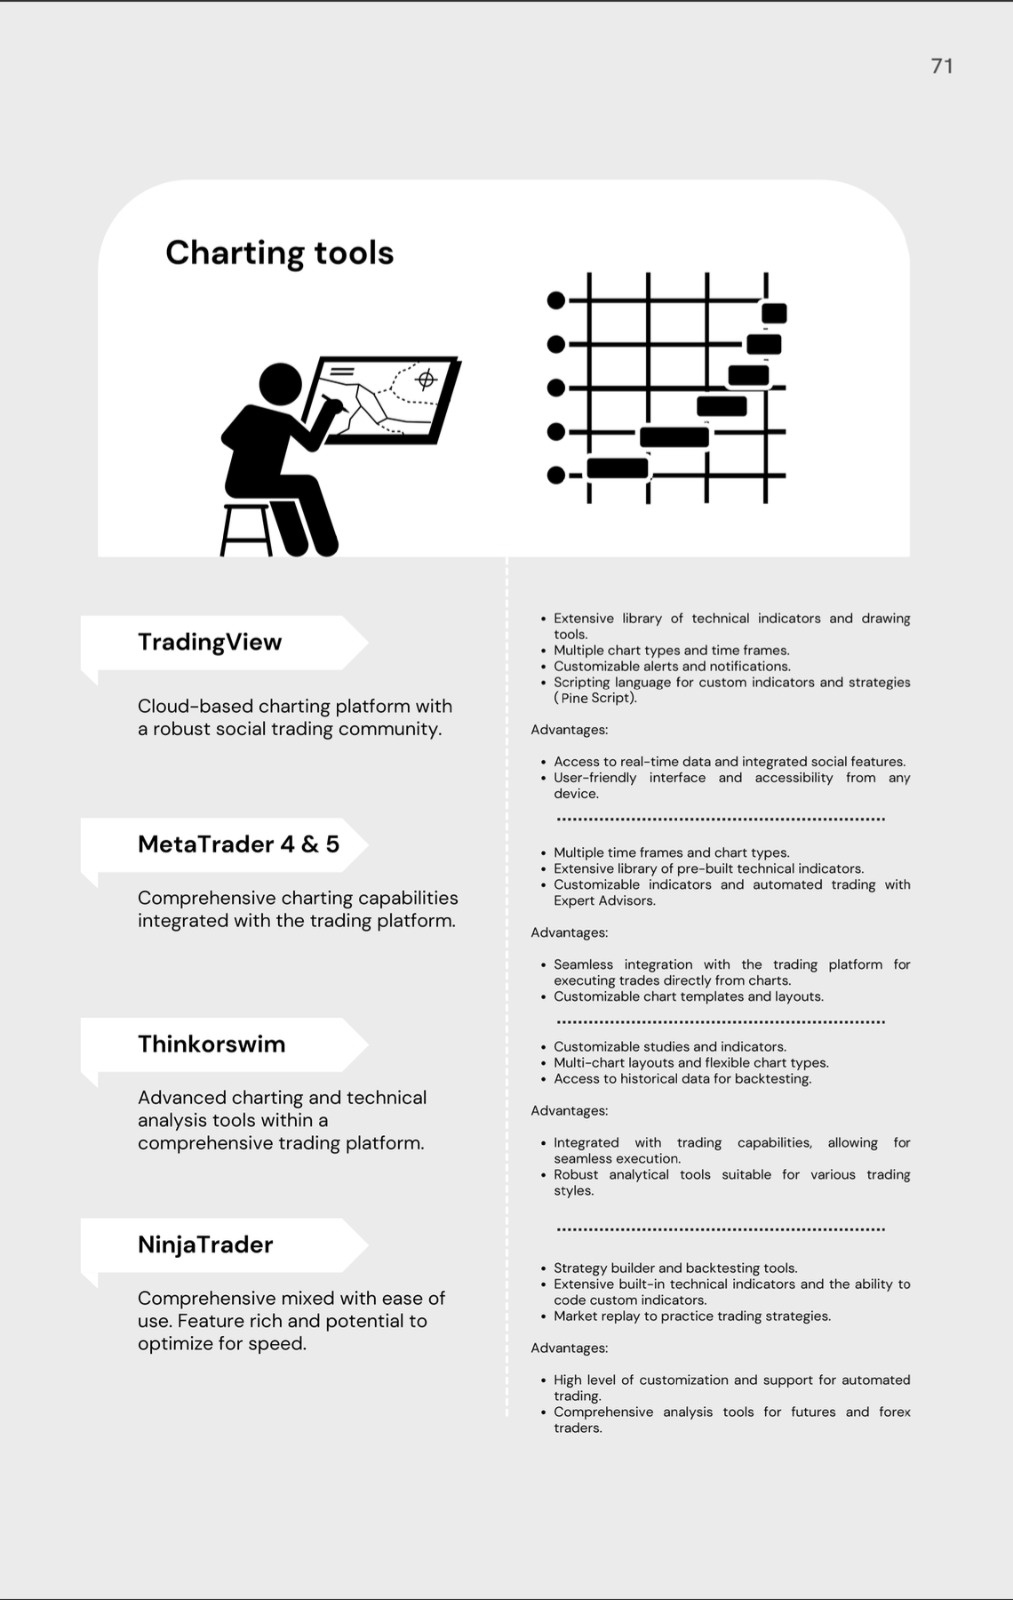 71
Charting tools
TradingView
Cloud-based charting platform with
a robust social trading community.
• Extensive library of technical indicators and drawing
tools.
• Multiple chart types and time frames.
• Customizable alerts and notifications.
• Scripting language for custom indicators and strategies
(Pine Script).
Advantages:
• Access to real-time data and integrated social features.
• User-friendly interface and accessibility from any
device.
MetaTrader 4 & 5
Comprehensive charting capabilities
integrated with the trading platform.
• Multiple time frames and chart types.
• Extensive library of pre-built technical indicators.
• Customizable indicators and automated trading with
Expert Advisors.
Advantages:
• Seamless integration with the trading platform for
executing trades directly from charts.
• Customizable chart templates and layouts.
Thinkorswim
Advanced charting and technical
analysis tools within a
comprehensive trading platform.
• Customizable studies and indicators.
• Multi-chart layouts and flexible chart types.
• Access to historical data for backtesting.
Advantages:
• Integrated with trading capabilities, allowing for
seamless execution.
• Robust analytical tools suitable for various trading
styles.
NinjaTrader
Comprehensive mixed with ease of
use. Feature rich and potential to
optimize for speed.
• Strategy builder and backtesting tools.
• Extensive built-in technical indicators and the ability to
code custom indicators.
• Market replay to practice trading strategies.
Advantages:
• High level of customization and support for automated
trading.
• Comprehensive analysis tools for futures and forex
traders.